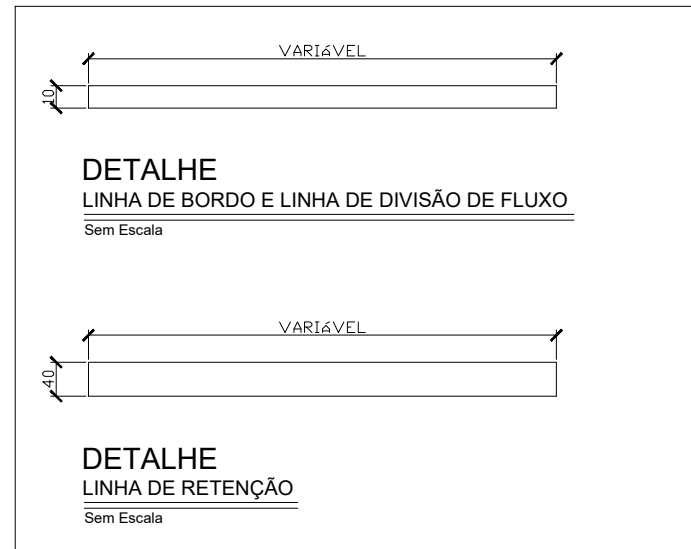 VARIáVEL
10
DETALHE
LINHA DE BORDO E LINHA DE DIVISÃO DE FLUXO
Sem Escala
VARIáVEL
40
DETALHE
LINHA DE RETENÇÃO
Sem Escala